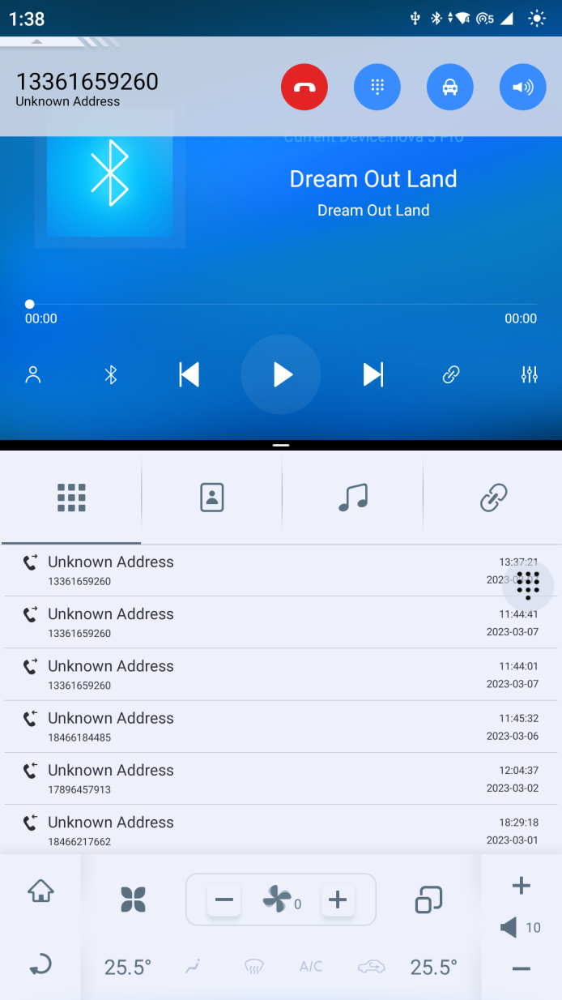 1:38
5
13361659260
Unknown Address
Current Device:nova 5 Pro
Dream Out Land
Dream Out Land
00:00
00:00
Unknown Address
13:37:21
13361659260
Unknown Address
11:44:41
13361659260
2023-03-07
Unknown Address
11:44:01
13361659260
2023-03-07
Unknown Address
11:45:32
18466184485
2023-03-06
Unknown Address
12:04:37
17896457913
2023-03-02
Unknown Address
18:29:18
18466217662
2023-03-01
0
10
25.5°
A/C
25.5°